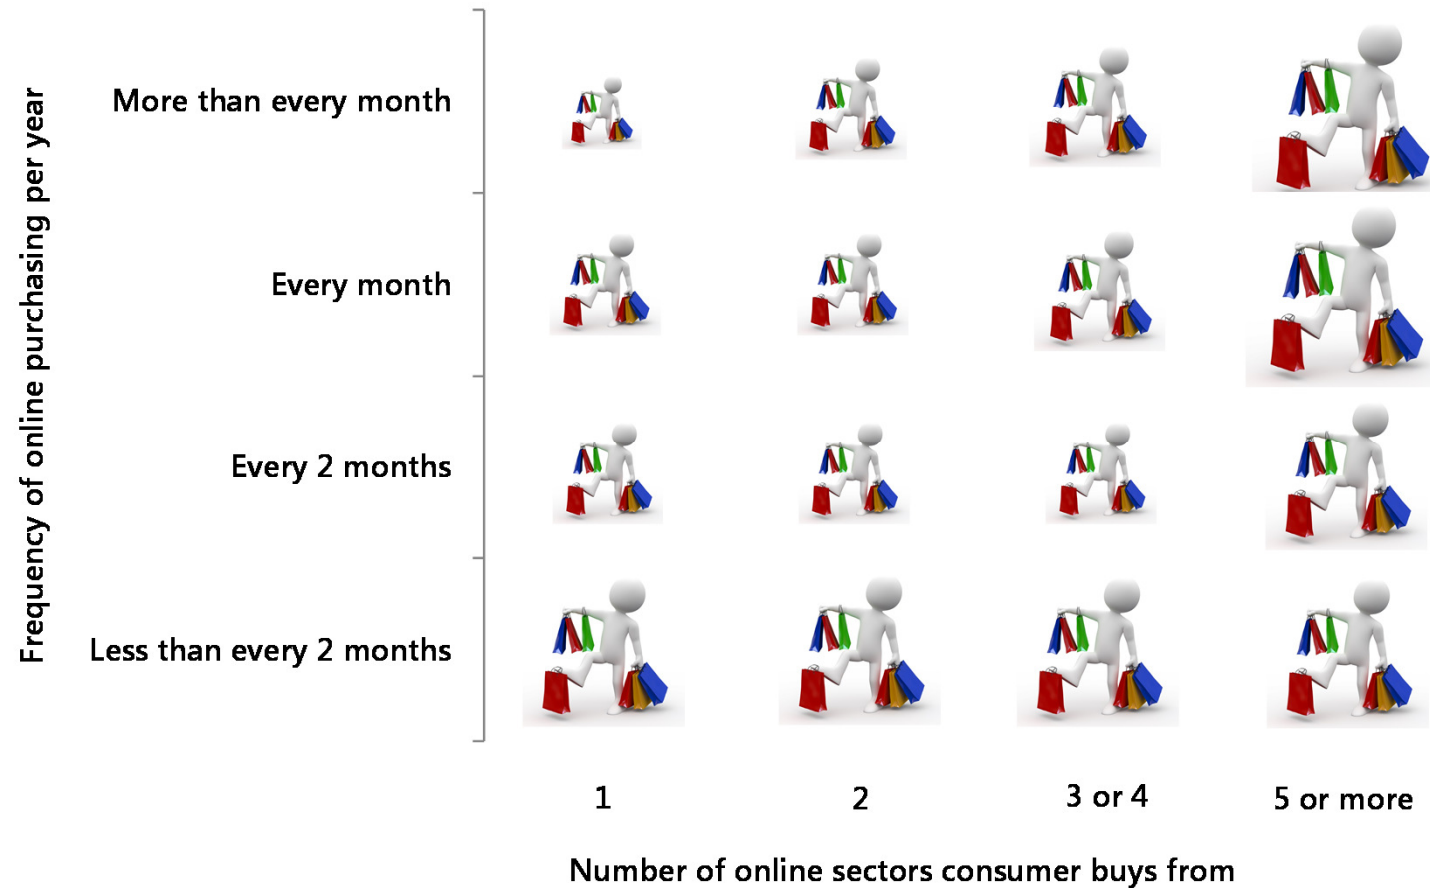 Frequency of online purchasing per year
More than every month
Every month
Every 2 months
Less than every 2 months
1
2
3 or 4
5 or more
Number of online sectors consumer buys from